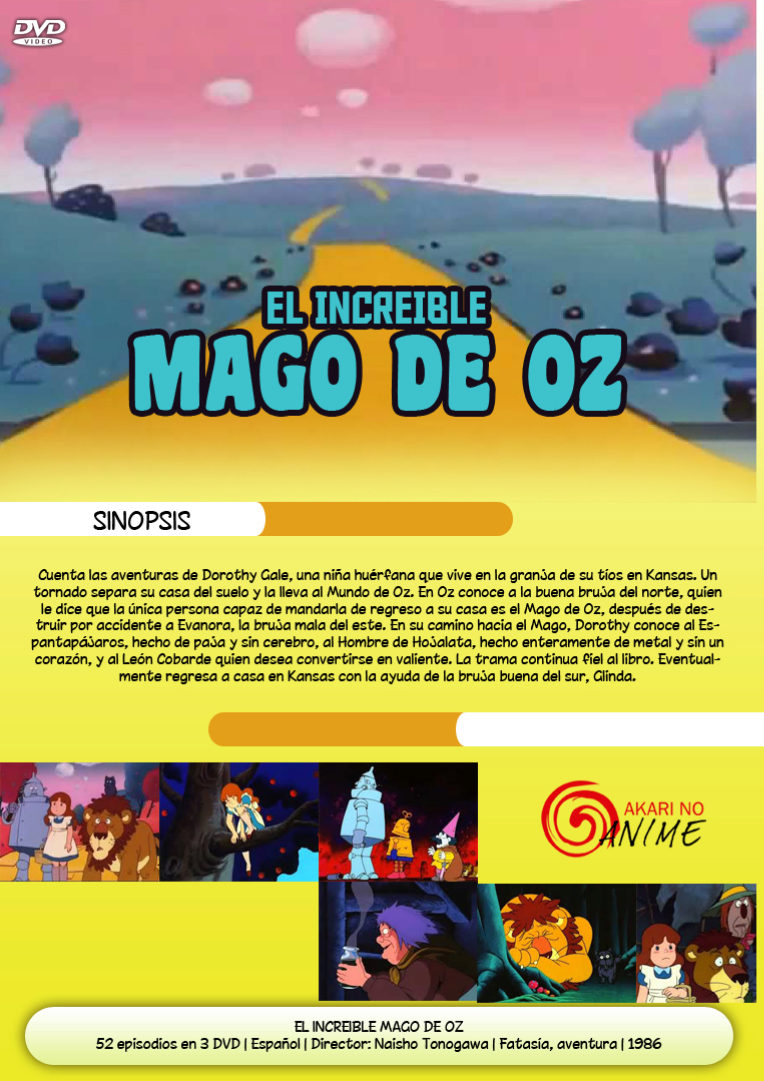 DVD
VIDEO
EL INCREIBLE
MAGO DE OZ
SINOPSIS
Cuenta las aventuras de Dorothy Gale, una niña huérfana que vive en la granja de su tíos en Kansas. Un
tornado separa su casa del suelo y la lleva al Mundo de Oz. En Oz conoce a la buena bruja del norte, quien
le dice que la única persona capaz de mandarla de regreso a su casa es el Mago de Oz, después de des-
truir por accidente a Evanora, la bruja mala del este. En su camino hacia el Mago, Dorothy conoce al Es-
pantapájaros, hecho de paja y sin cerebro, al Hombre de Hojalata, hecho enteramente de metal y sin un
corazón, y al León Cobarde quien desea convertirse en valiente. La trama continua fiel al libro. Eventual-
mente regresa a casa en Kansas con la ayuda de la bruja buena del sur, Glinda.
AKARI NO
ANIME
EL INCREIBLE MAGO DE OZ
52 episodios en 3 DVD | Español | Director: Naisho Tonogawa | Fatasía, aventura | 1986